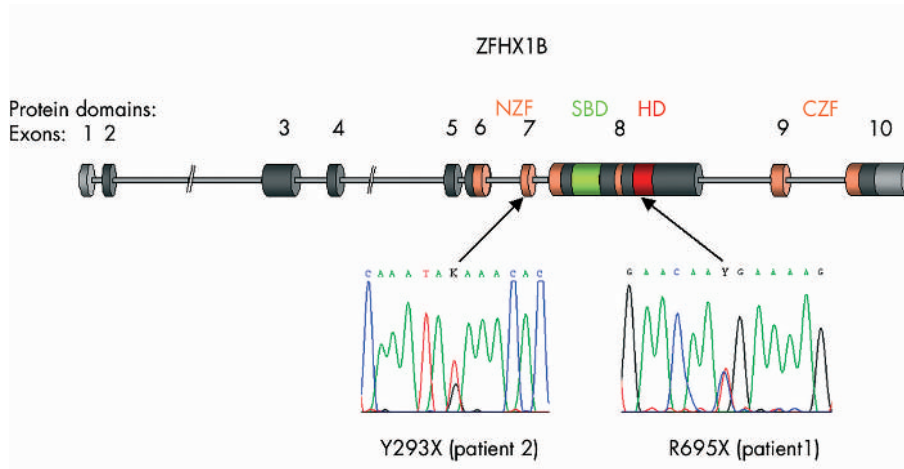 ZFHX1B
Protein domains: NZF SBD HD CZF
Exons: 1 2 3 4 5 6 7 8 9 10
C A A A T A K A A A C A C
G A A C A A Y G A A A A G
Y293X (patient 2)
R695X (patient1)